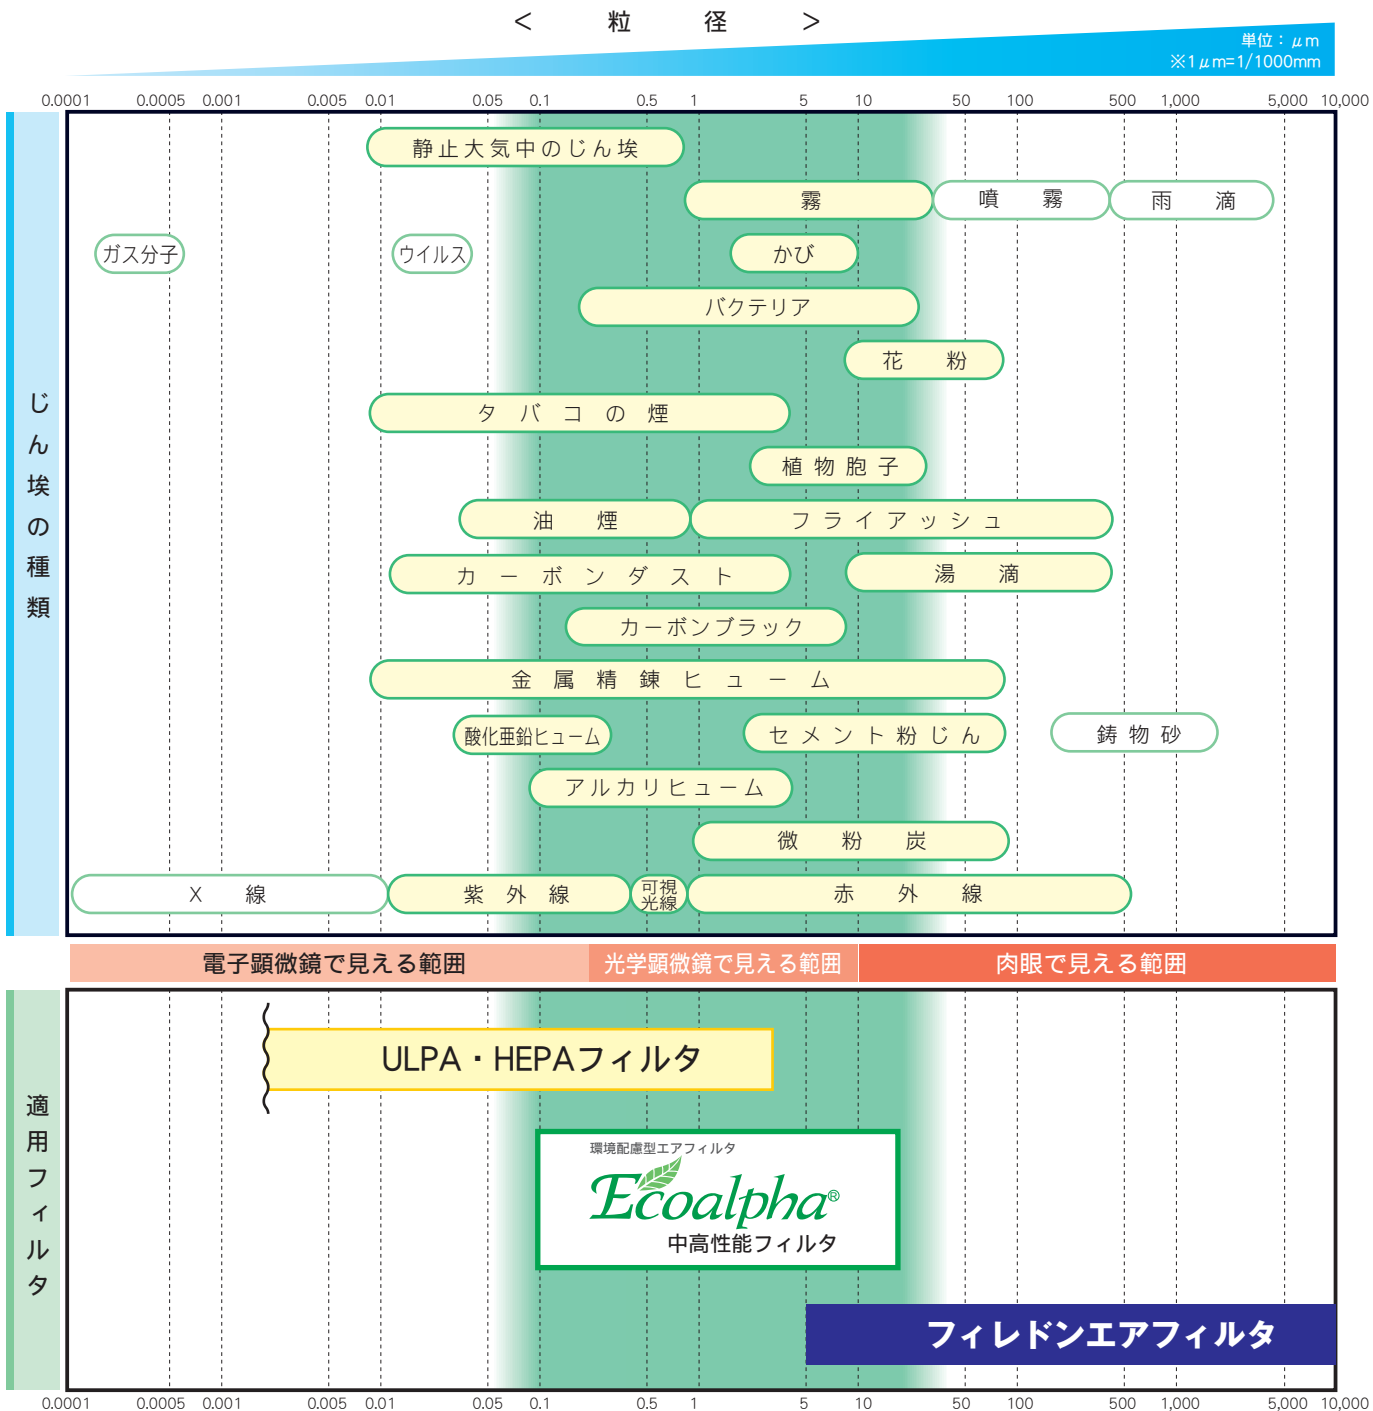 < 粒 径 >
単位：μm
※1μm=1/1000mm
0.0001 0.0005 0.001 0.005 0.01 0.05 0.1 0.5 1 5 10 50 100 500 1,000 5,000 10,000
じん埃の種類
静止大気中のじん埃
霧 噴霧 雨滴
ガス分子 ウイルス かび
バクテリア
花粉
タバコの煙
植物胞子
油煙 フライアッシュ
カーボンダスト 湯滴
カーボンブラック
金属精錬ヒューム
酸化亜鉛ヒューム セメント粉じん 鋳物砂
アルカリヒューム
微粉炭
X線 紫外線 可視光線 赤外線
電子顕微鏡で見える範囲 光学顕微鏡で見える範囲 肉眼で見える範囲
適用フィルタ
ULPA・HEPAフィルタ
環境配慮型エアフィルタ
Ecoalpha®
中高性能フィルタ
フィレドンエアフィルタ
0.0001 0.0005 0.001 0.005 0.01 0.05 0.1 0.5 1 5 10 50 100 500 1,000 5,000 10,000